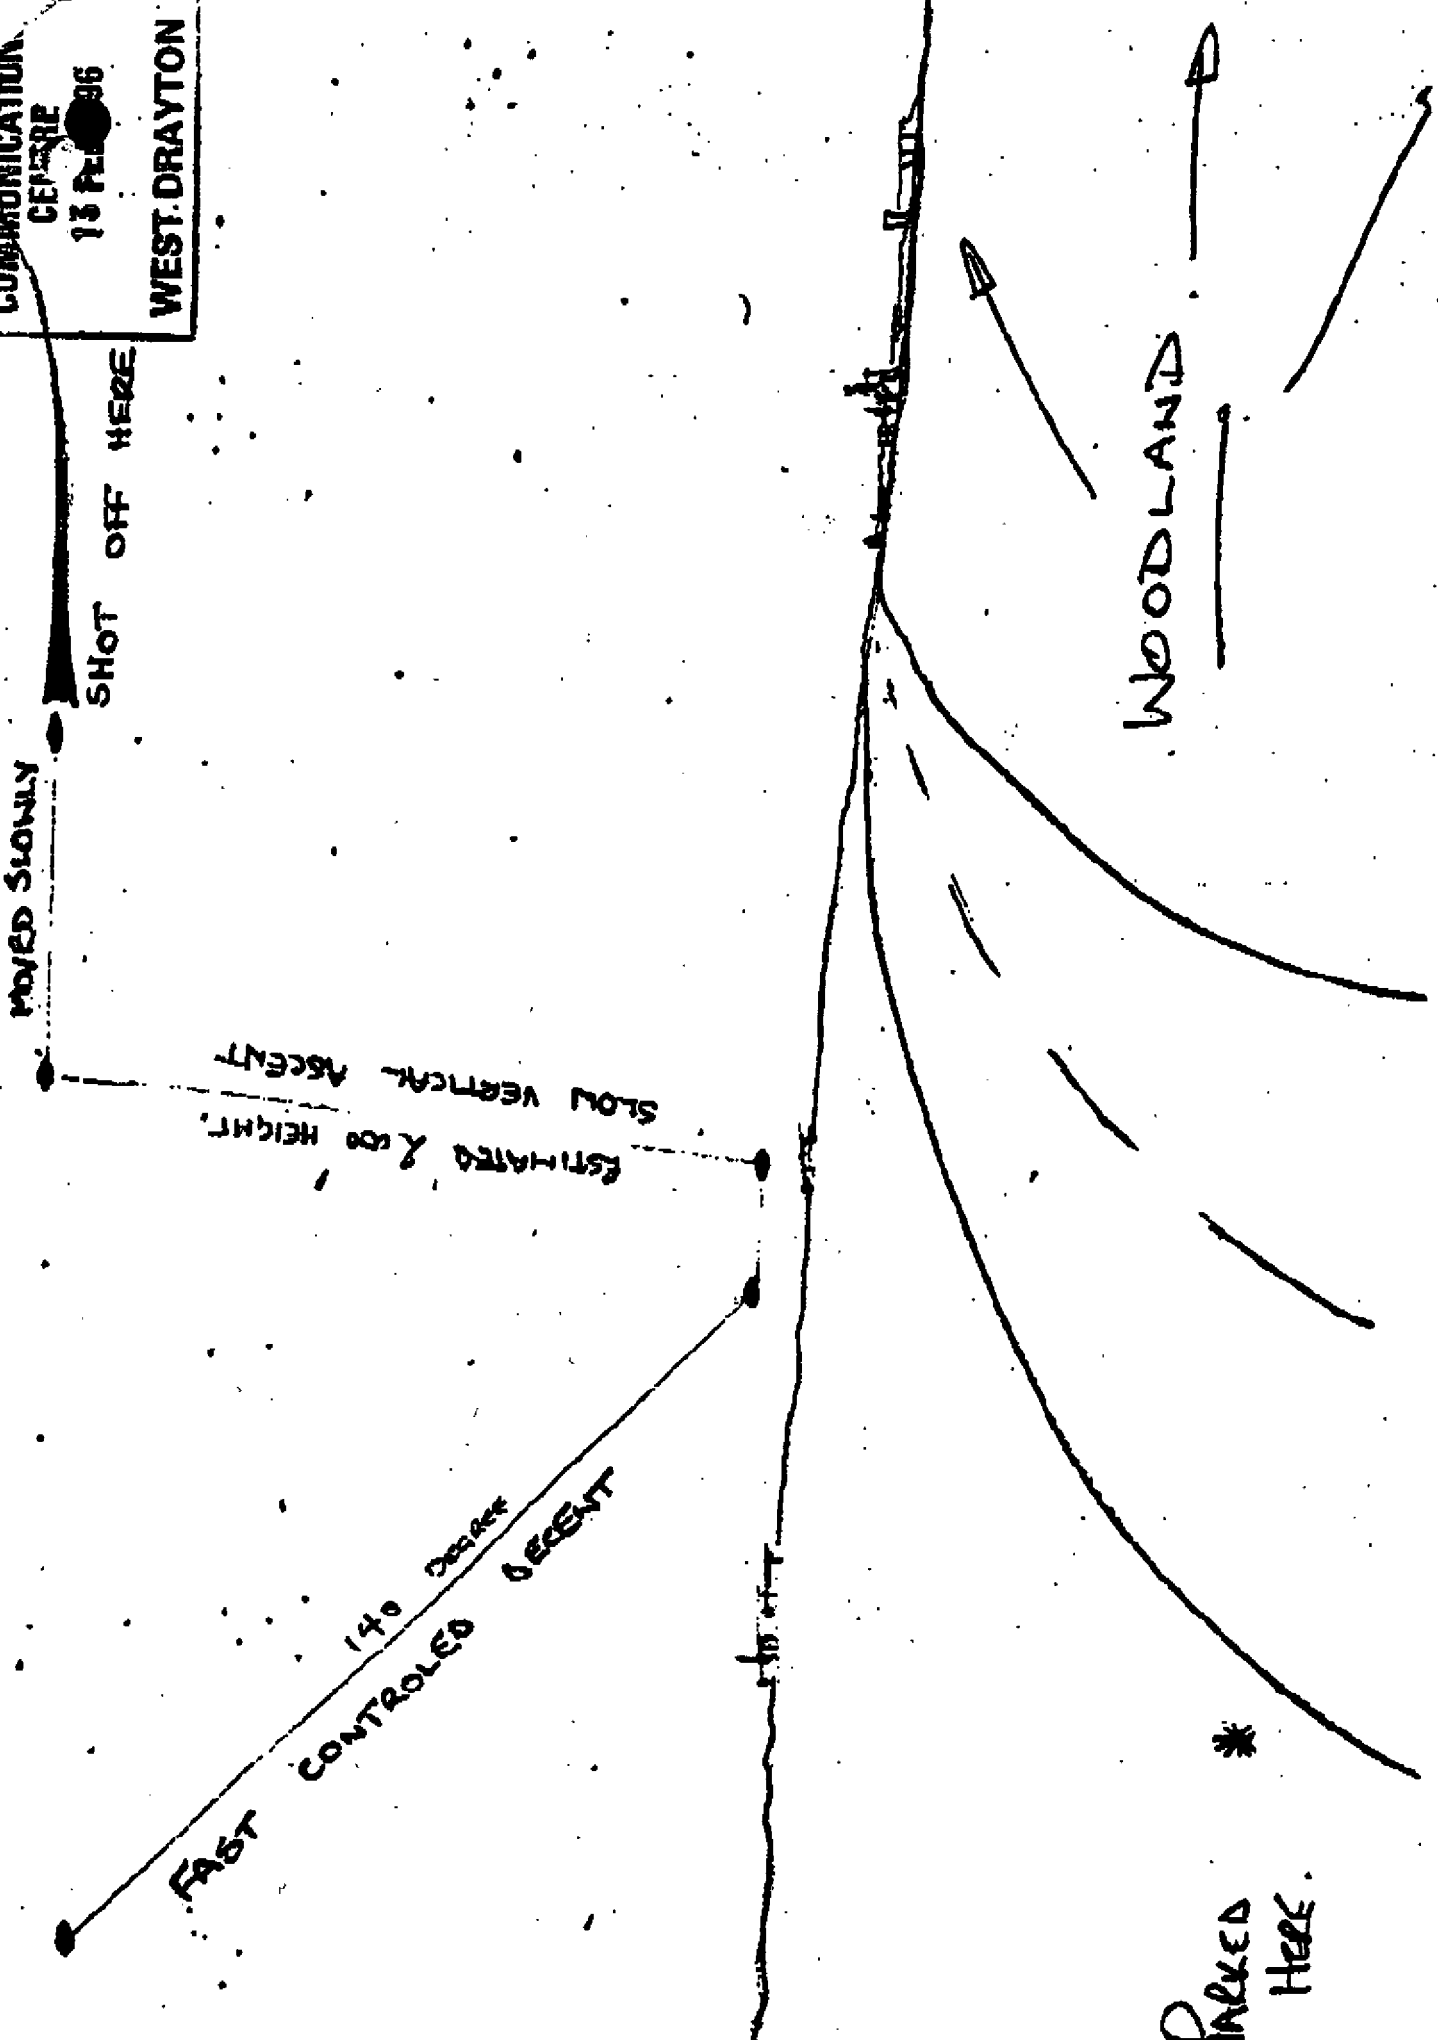 COMMUNICATION
CENTRE
13 FEB 96
WEST.DRAYTON
MOVED SLOWLY
SHOT OFF HERE
SLOW VERTICAL ASCENT
ESTIMATED 2000 HEIGHT.
140 DEGREE
FAST CONTROLED DECENT
WOODLAND
PARKED
HERE.